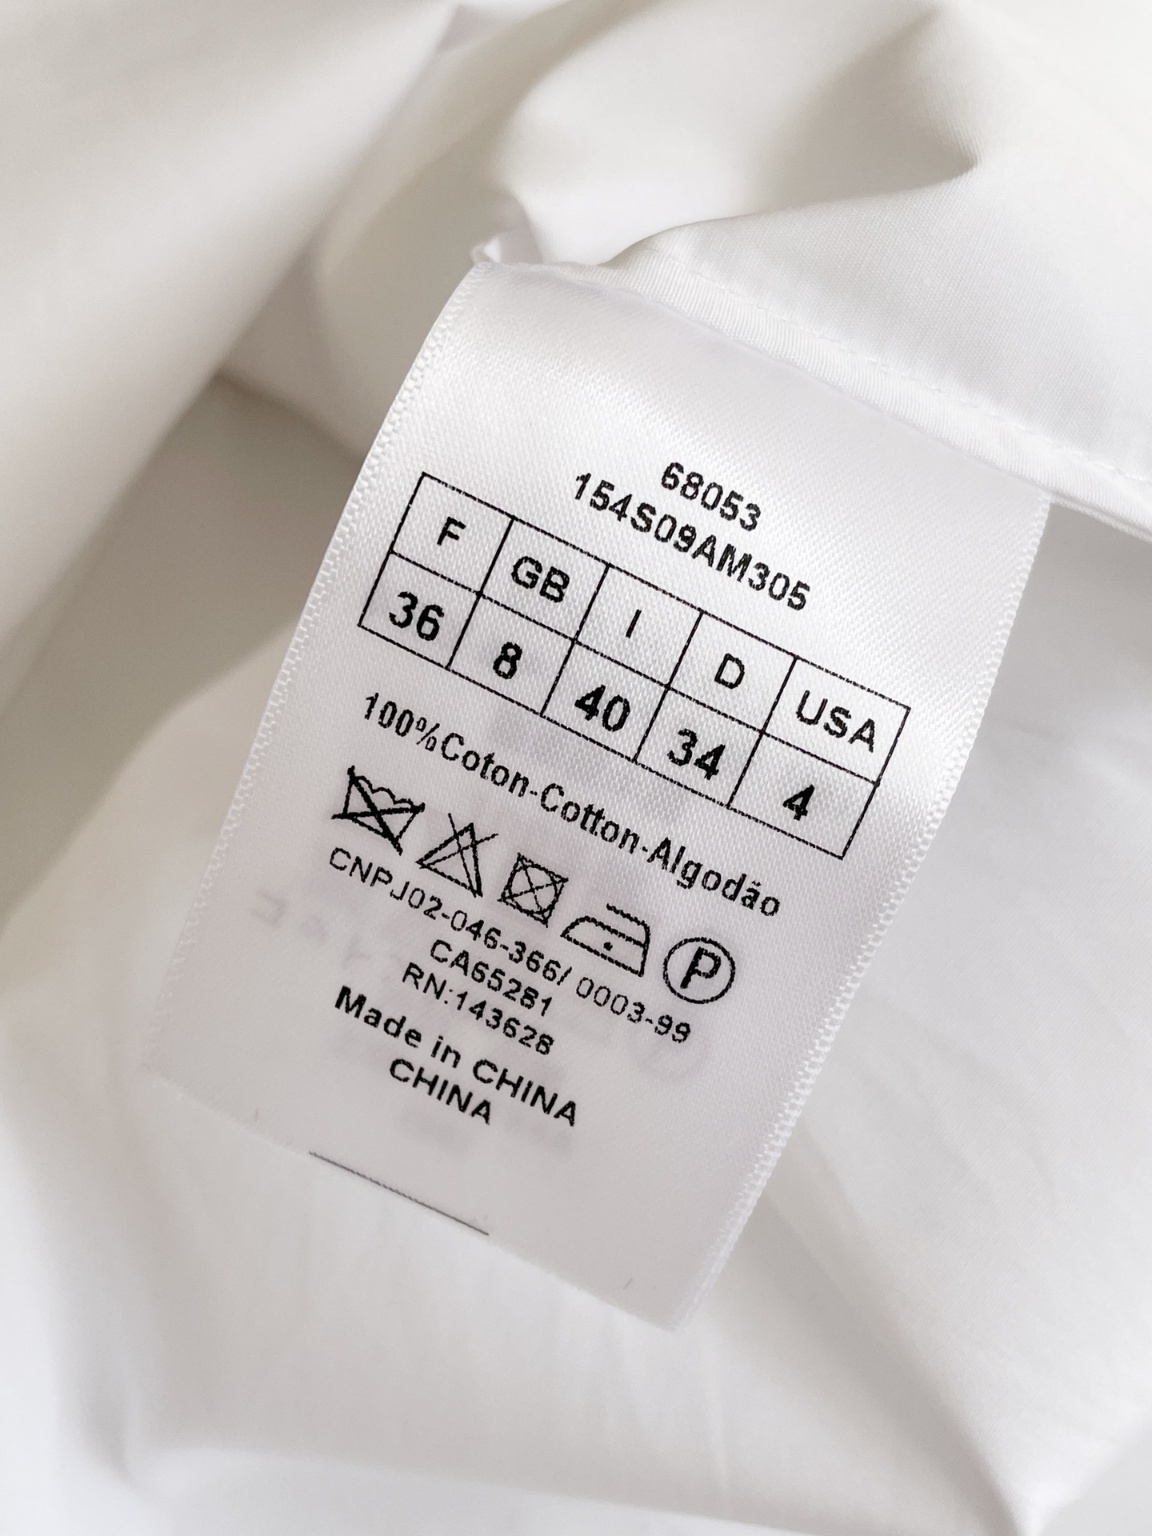 68053
154S09AM305
F GB I D USA
36 8 40 34 4
100%Coton-Cotton-Algodão
P
CNPJ02-046-366/ 0003-99
CA65281
RN:143628
Made in CHINA
CHINA